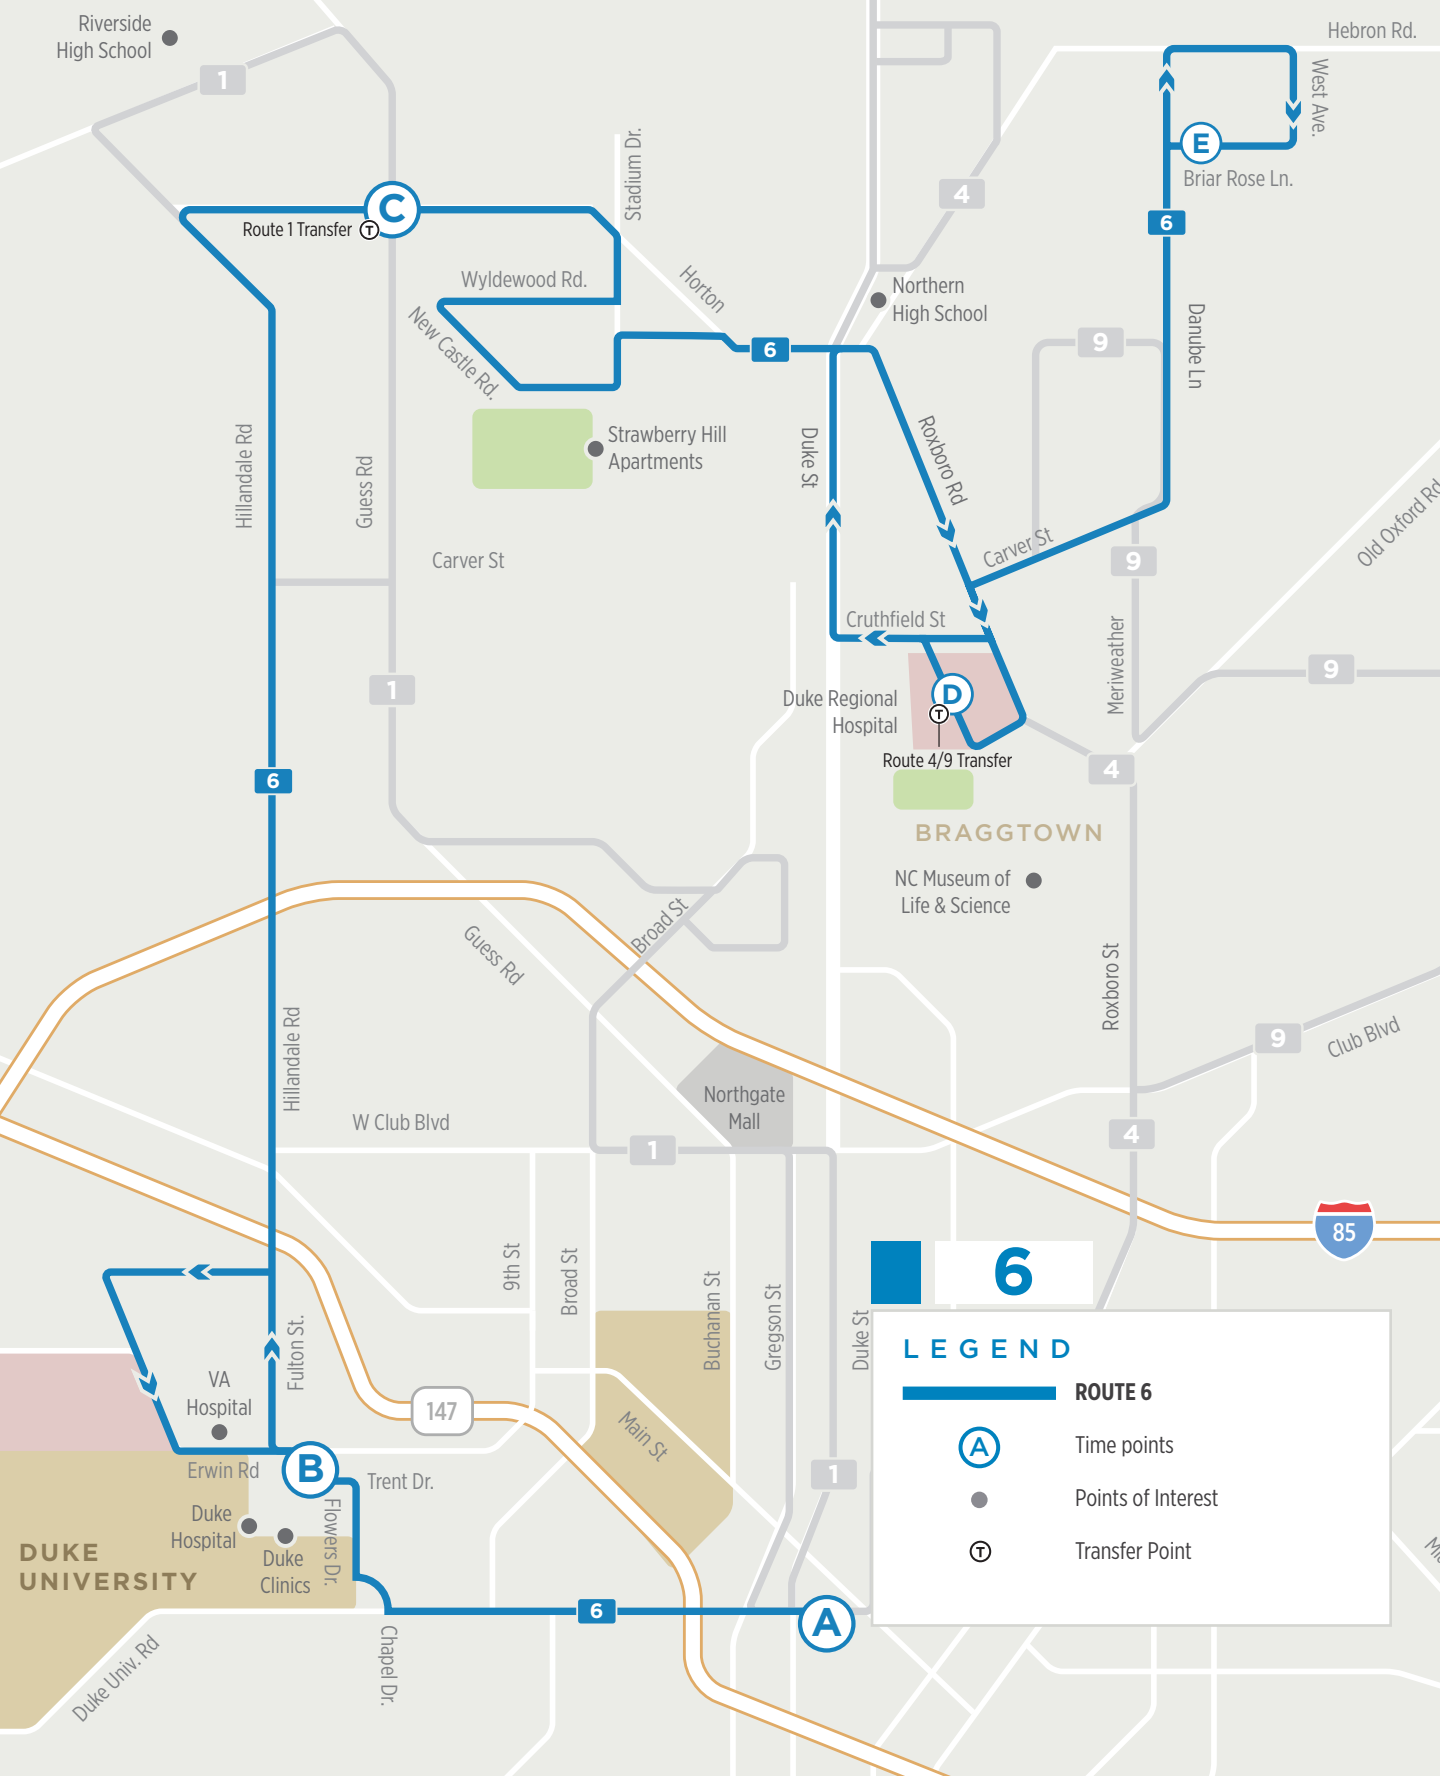 Riverside
High School
1
Hebron Rd.
West Ave.
E
Briar Rose Ln.
6
4
Stadium Dr.
C
Route 1 Transfer
T
Wyldewood Rd.
Horton
New Castle Rd.
Northern
High School
6
9
Danube Ln
Strawberry Hill
Apartments
Duke St
Roxboro Rd
Hillandale Rd
Guess Rd
Carver St
Carver St
9
Old Oxford Rd
Cruthfield St
Meriweather
9
1
Duke Regional
Hospital
D
T
Route 4/9 Transfer
4
6
BRAGGTOWN
NC Museum of
Life & Science
Broad St
Guess Rd
Roxboro St
Hillandale Rd
9
Club Blvd
Northgate
Mall
W Club Blvd
1
4
85
9th St
Broad St
Buchanan St
Gregson St
Duke St
6
LEGEND
ROUTE 6
A
Time points
Points of Interest
T
Transfer Point
Fulton St.
VA
Hospital
147
Main St
1
Erwin Rd
B
Trent Dr.
Flowers Dr.
Duke
Hospital
Duke
Clinics
DUKE
UNIVERSITY
6
A
Duke Univ. Rd
Chapel Dr.